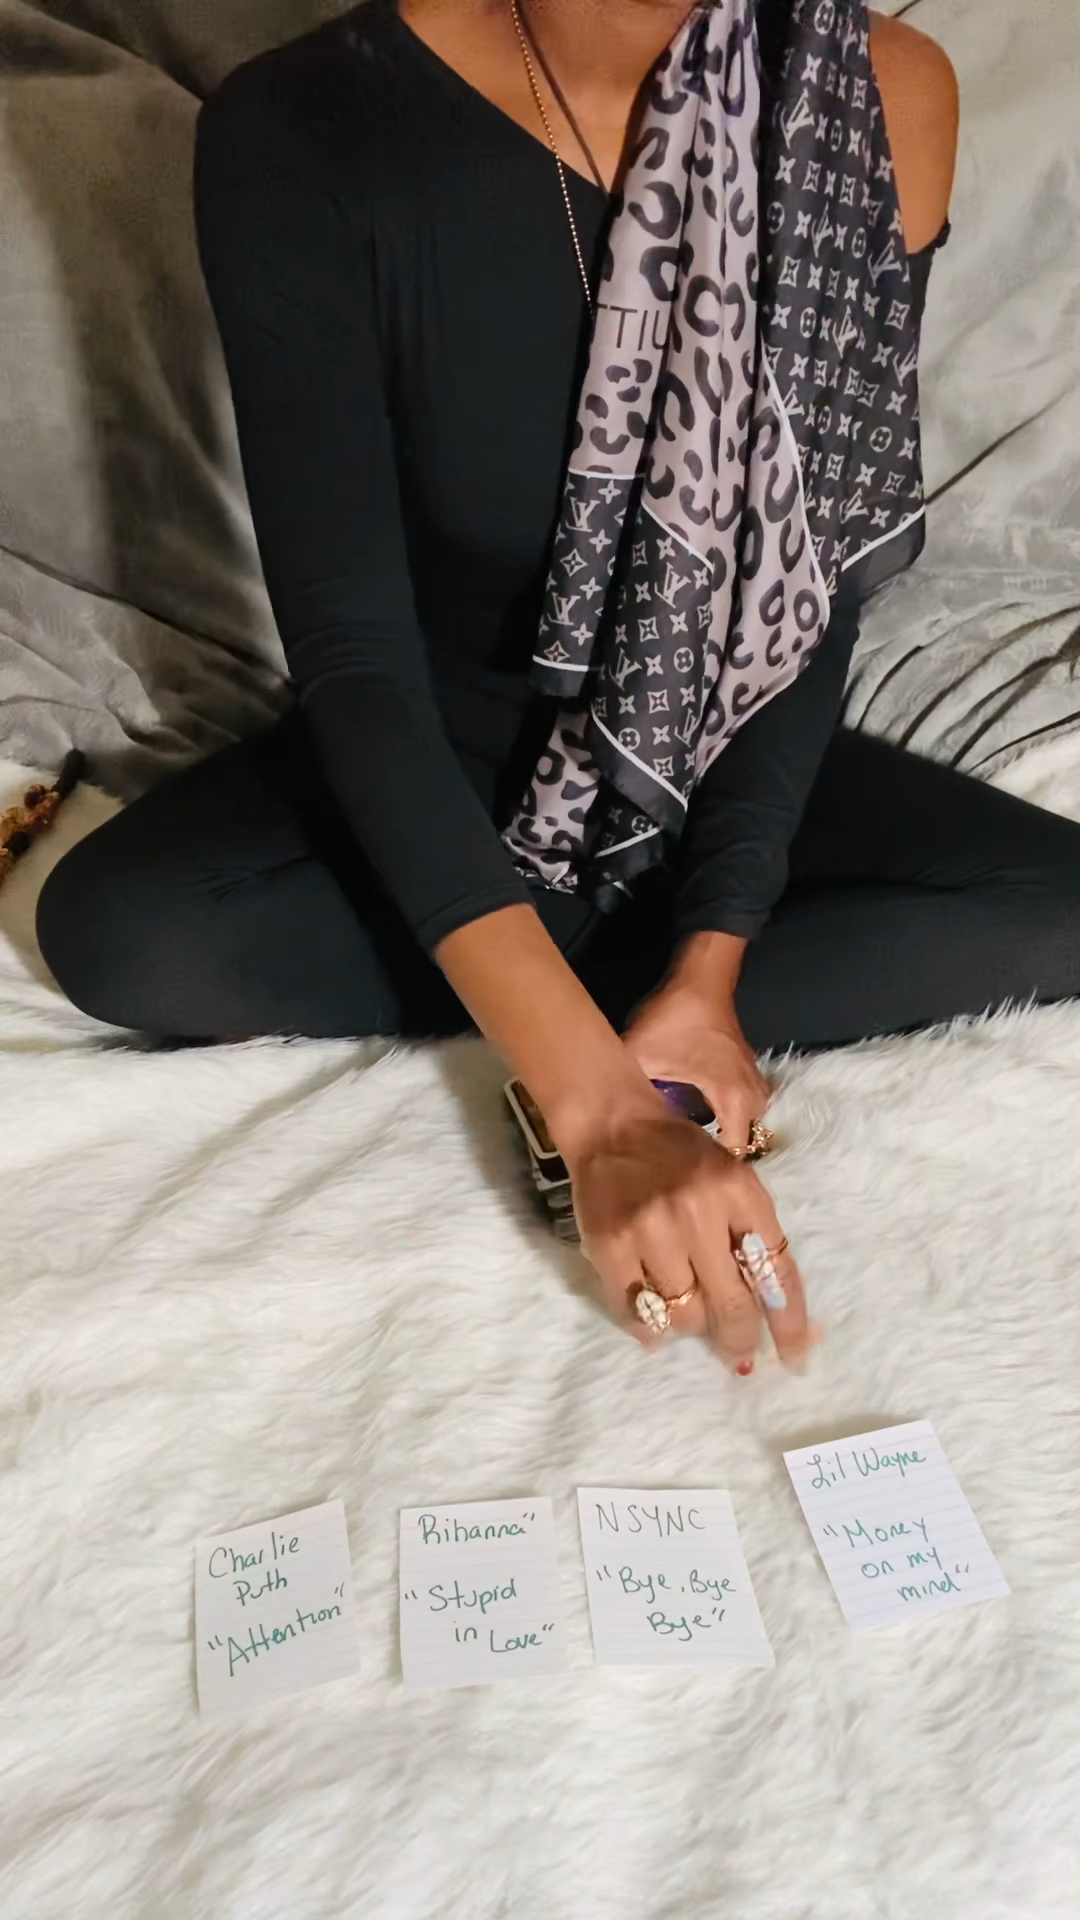 TTIU
Charlie
Puth
"Attention"
Rihanna"
"Stupid
in Love"
NSYNC
"Bye, Bye
Bye"
Lil Wayne
"Money
on my
mind"